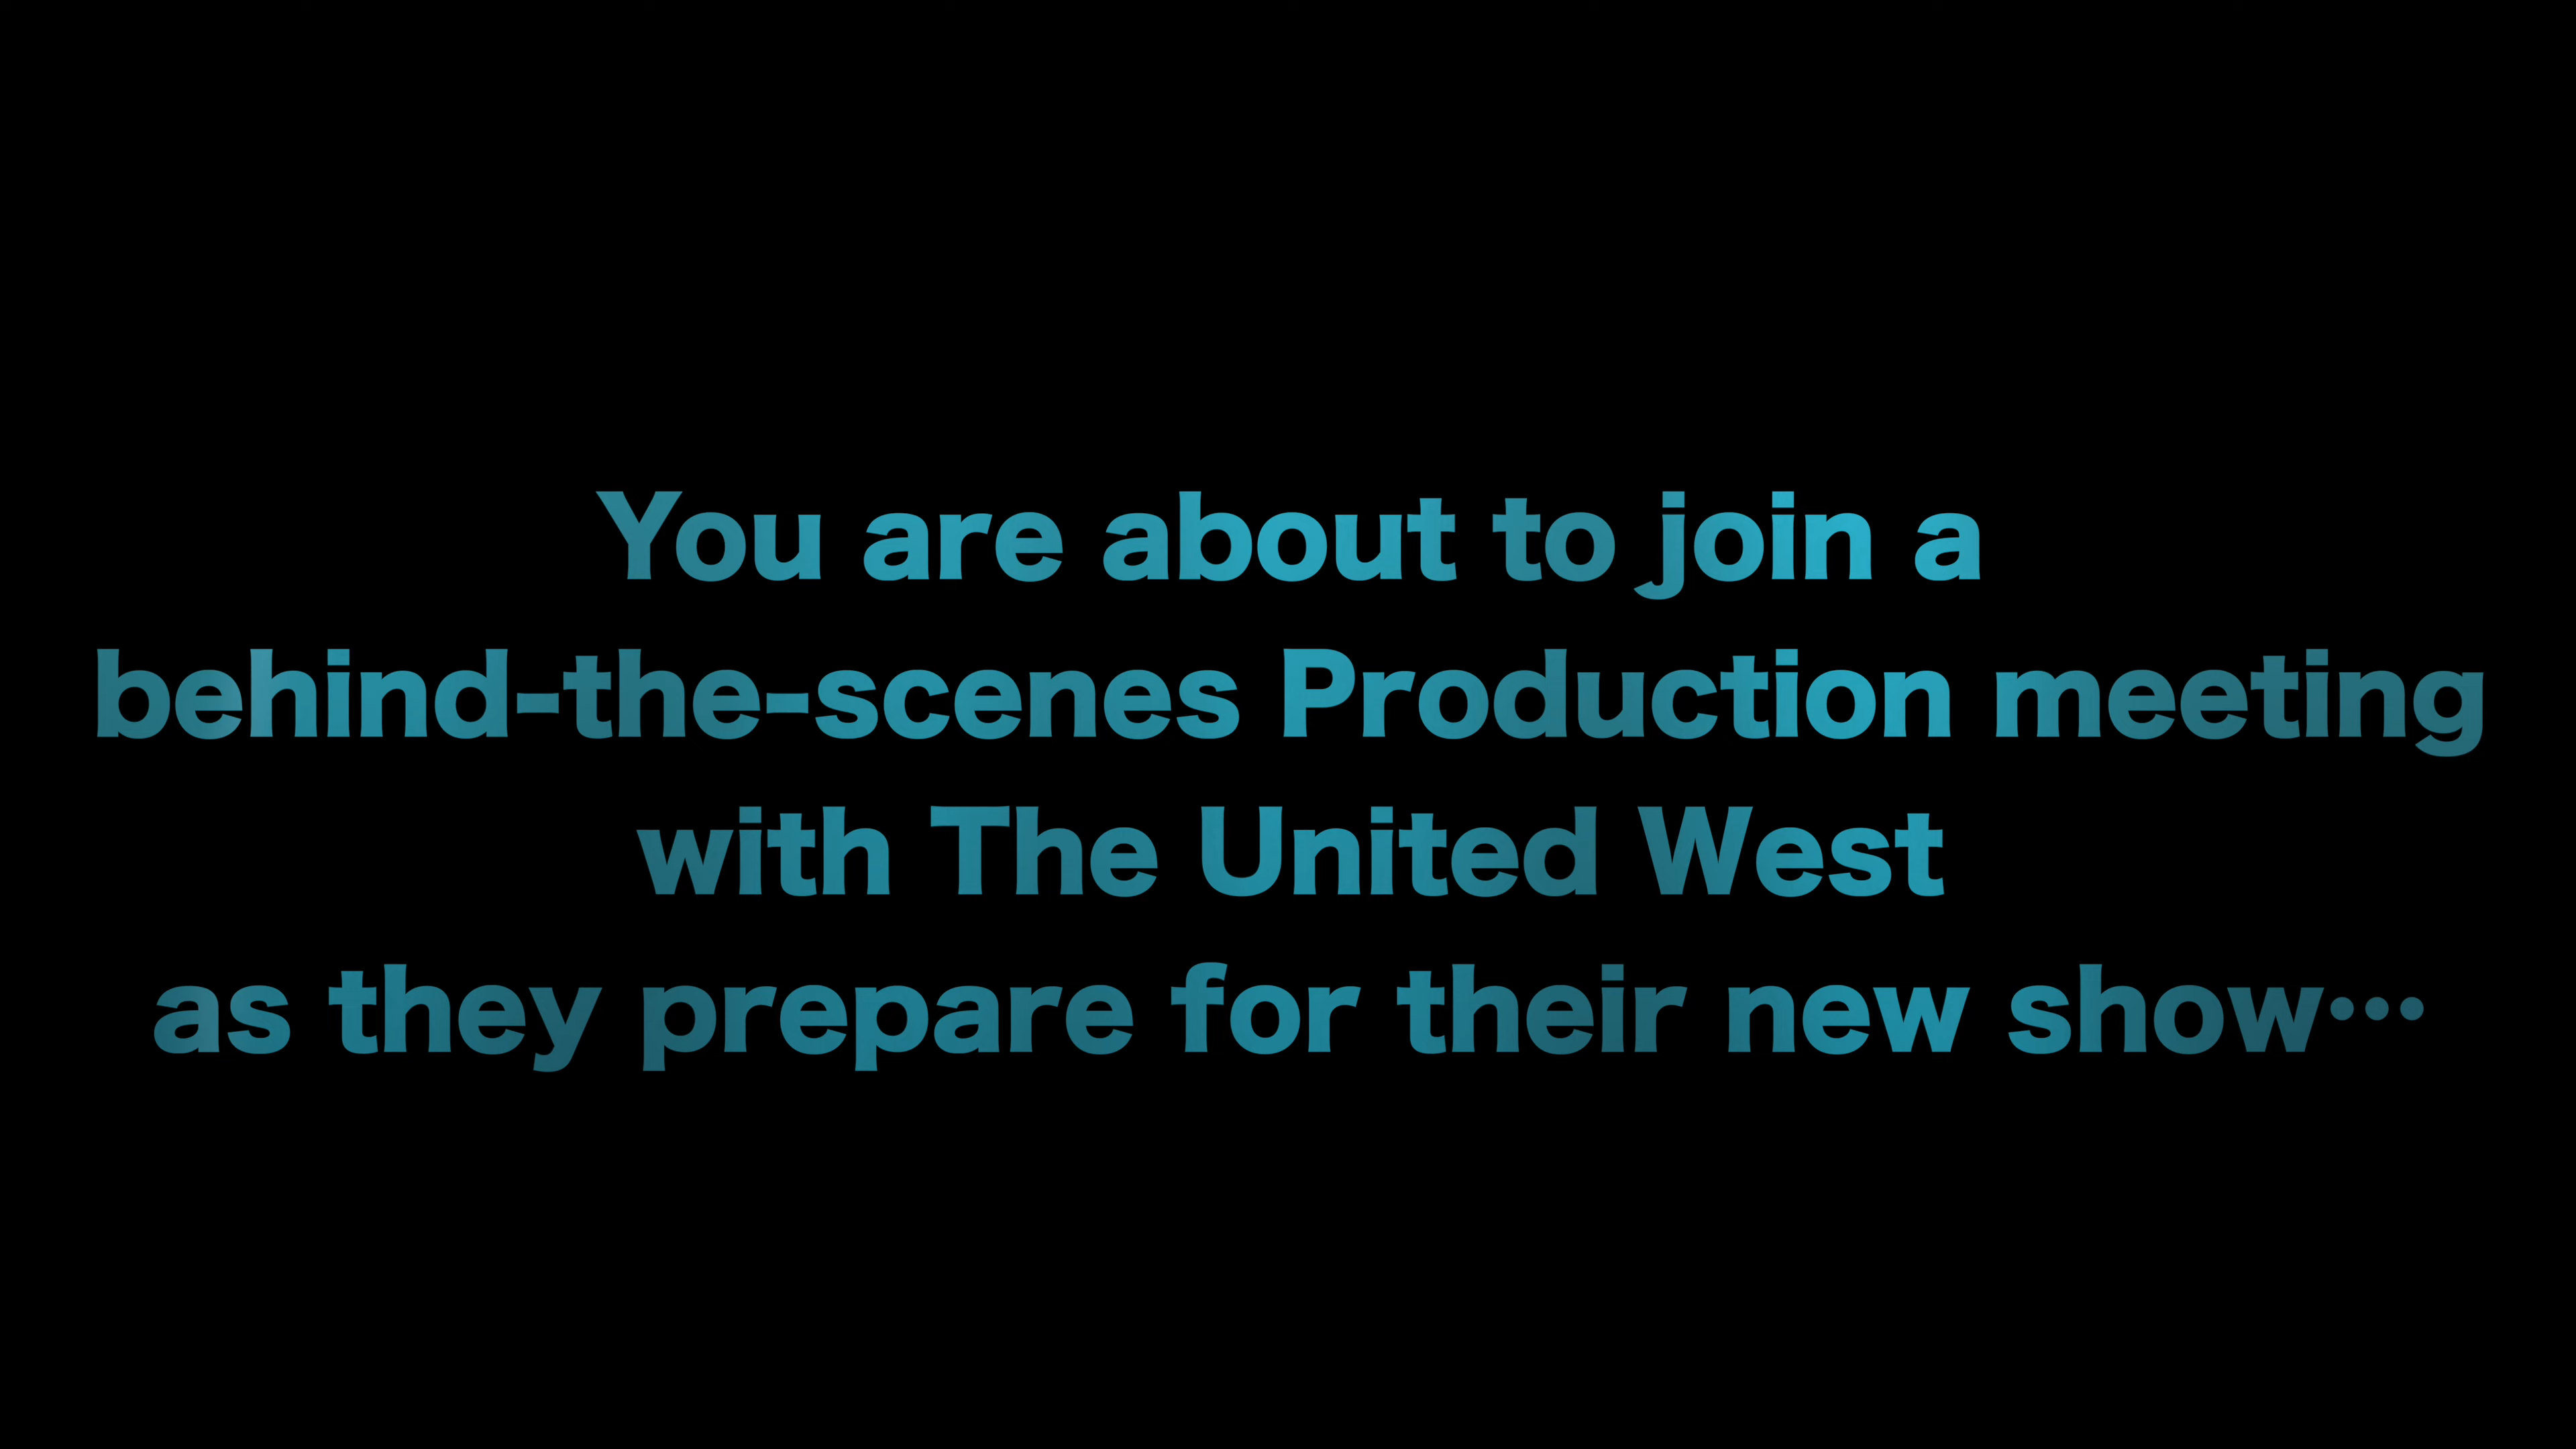 You are about to join a
behind-the-scenes Production meeting
with The United West
as they prepare for their new show…